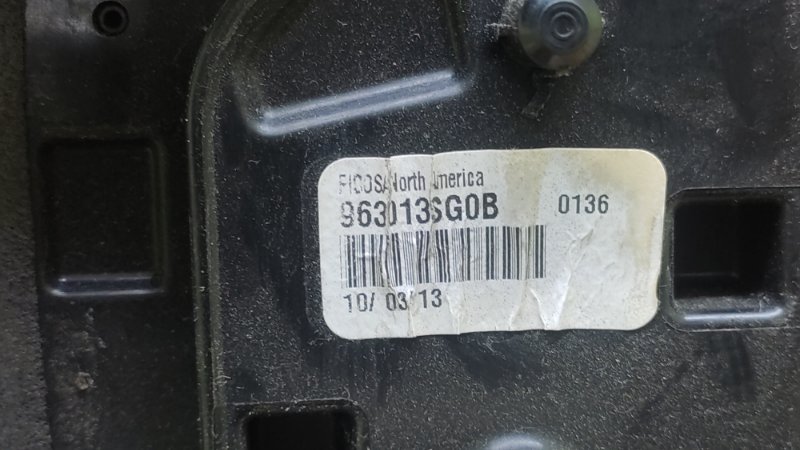 FICOSA North America
963013SG0B 0136
10/ 03/13